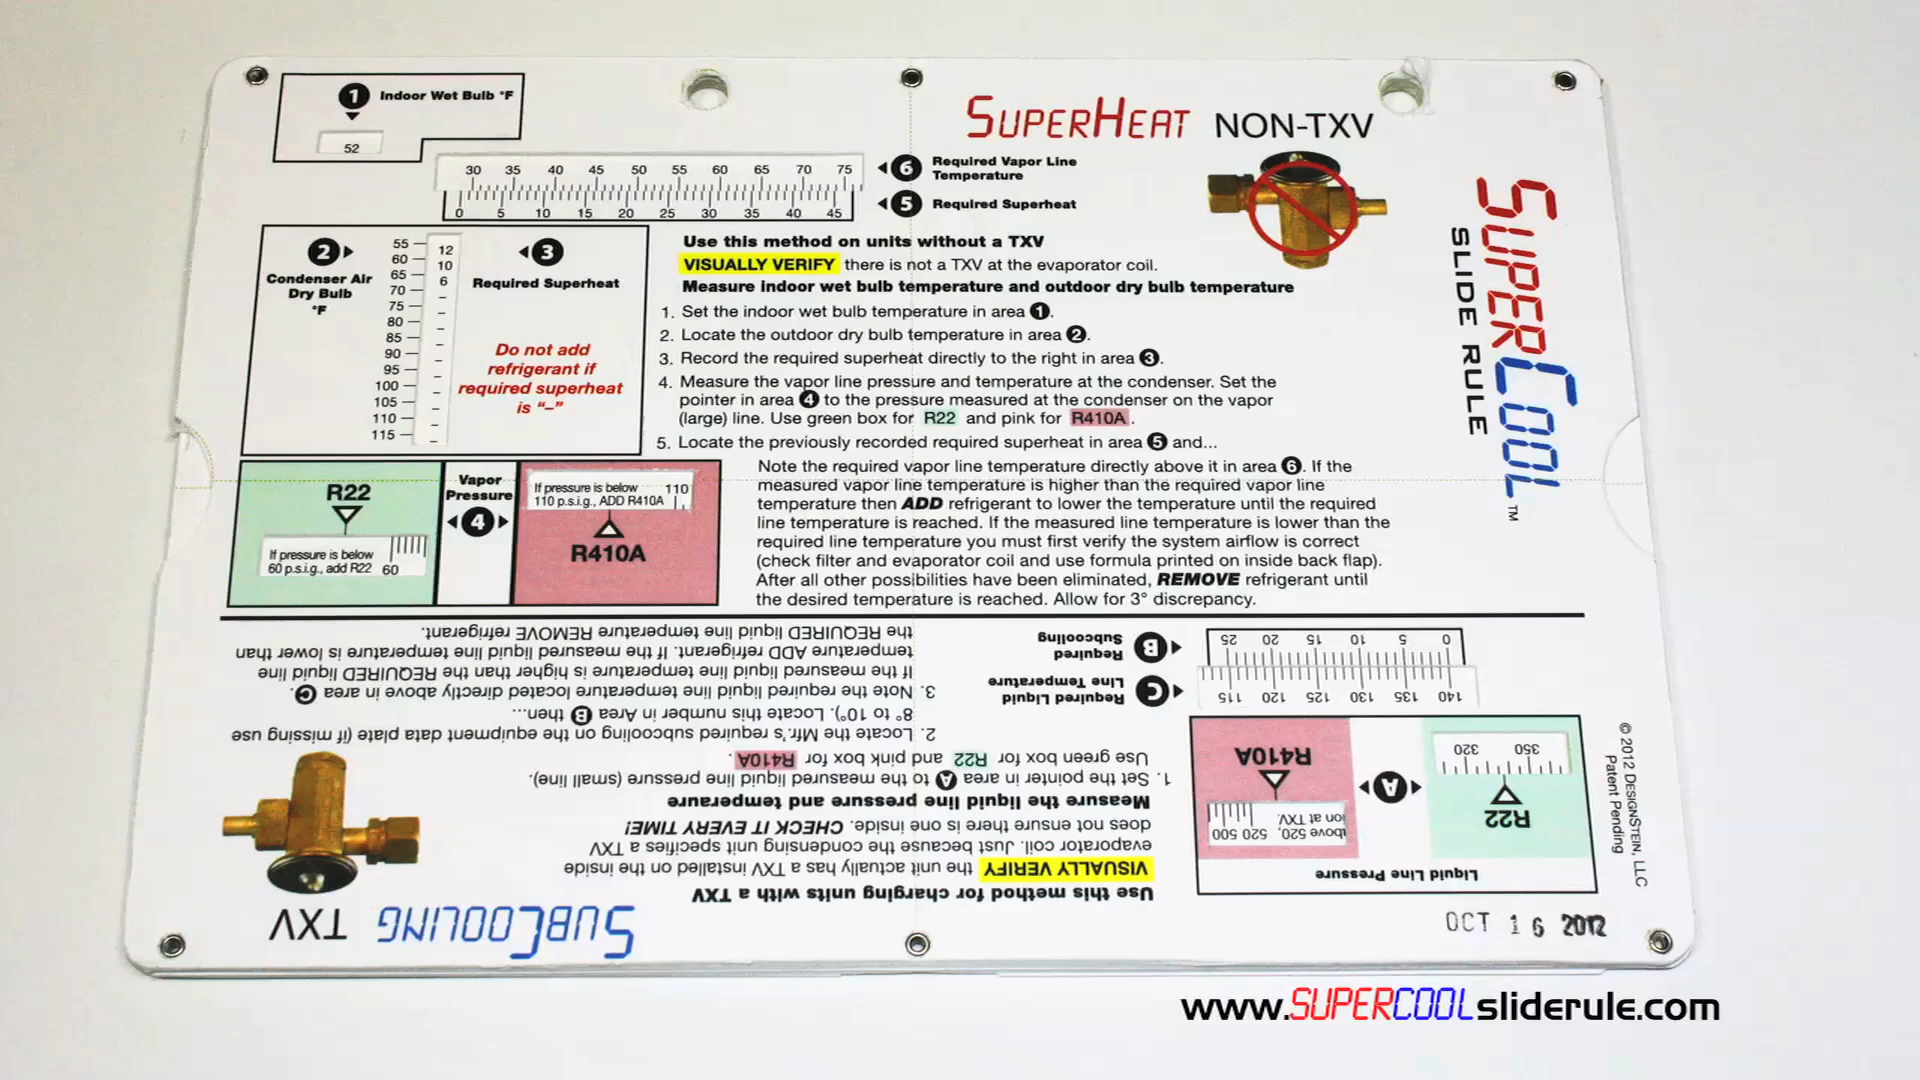 1 Indoor Wet Bulb °F
52
SUPERHEAT NON-TXV
30 35 40 45 50 55 60 65 70 75
6 Required Vapor Line
Temperature
0 5 10 15 20 25 30 35 40 45
5 Required Superheat
2
Condenser Air
Dry Bulb
°F
55 12
60 10
65 6
70 –
75 –
80 –
85 –
90 –
95 –
100 –
105 –
110 –
115 –
3
Required Superheat
Do not add
refrigerant if
required superheat
is “–”
Use this method on units without a TXV
VISUALLY VERIFY there is not a TXV at the evaporator coil.
Measure indoor wet bulb temperature and outdoor dry bulb temperature
1. Set the indoor wet bulb temperature in area 1.
2. Locate the outdoor dry bulb temperature in area 2.
3. Record the required superheat directly to the right in area 3.
4. Measure the vapor line pressure and temperature at the condenser. Set the
pointer in area 4 to the pressure measured at the condenser on the vapor
(large) line. Use green box for R22 and pink for R410A.
5. Locate the previously recorded required superheat in area 5 and...
Note the required vapor line temperature directly above it in area 6. If the
measured vapor line temperature is higher than the required vapor line
temperature then ADD refrigerant to lower the temperature until the required
line temperature is reached. If the measured line temperature is lower than the
required line temperature you must first verify the system airflow is correct
(check filter and evaporator coil and use formula printed on inside back flap).
After all other possibilities have been eliminated, REMOVE refrigerant until
the desired temperature is reached. Allow for 3° discrepancy.
R22
If pressure is below
60 p.s.i.g., add R22 60
Vapor
Pressure
4
If pressure is below 110
110 p.s.i.g., ADD R410A
R410A
SUPERCOOL™
SLIDE RULE
SUBCOOLING TXV
Use this method for charging units with a TXV
VISUALLY VERIFY the unit actually has a TXV installed on the inside
evaporator coil. Just because the condensing unit specifies a TXV
does not ensure there is one inside. CHECK IT EVERY TIME!
Measure the liquid line pressure and temperaure
1. Set the pointer in area A to the measured liquid line pressure (small line).
Use green box for R22 and pink box for R410A.
2. Locate the Mfr.’s required subcooling on the equipment data plate (if missing use
8° to 10°). Locate this number in Area B then...
3. Note the required liquid line temperature located directly above in area C.
If the measured liquid line temperature is higher than the REQUIRED liquid line
temperature ADD refrigerant. If the measured liquid line temperature is lower than
the REQUIRED liquid line temperature REMOVE refrigerant.
Liquid Line Pressure
R22
350 320
A
above 520, 520 500
ion at TXV.
R410A
140 135 130 125 120 115
C Required Liquid
Line Temperature
0 5 10 15 20 25
B Required
Subcooling
© 2012 DESIGNSTEIN, LLC
Patent Pending
OCT 16 2012
www.SUPERCOOLsliderule.com